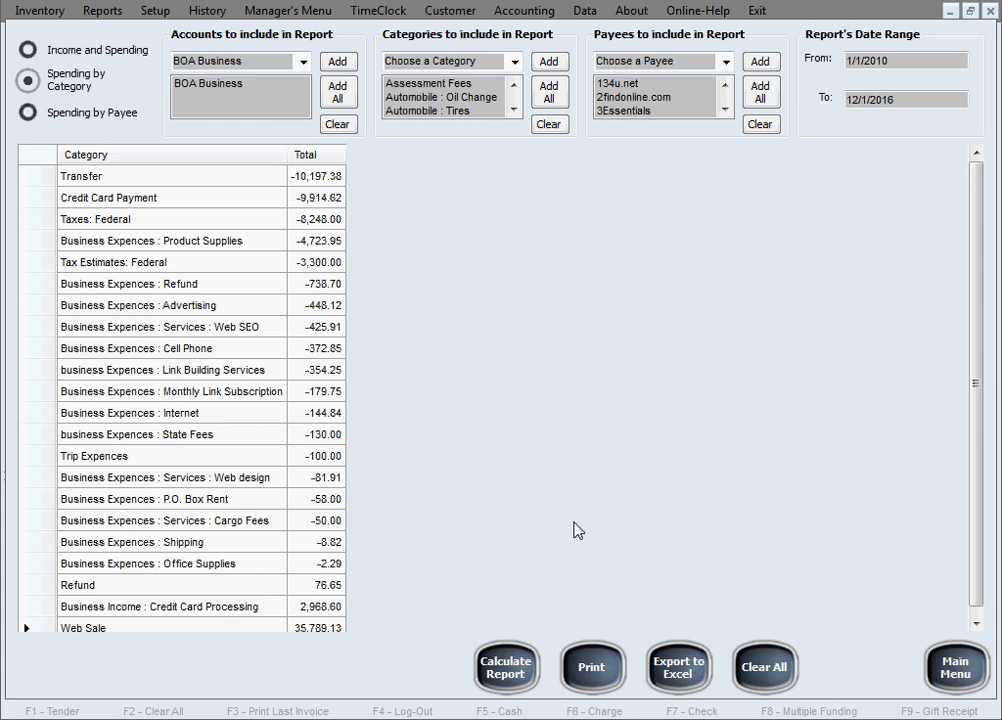 Inventory Reports Setup History Manager's Menu TimeClock Customer Accounting Data About Online-Help Exit
Income and Spending
Spending by
Category
Spending by Payee
Accounts to include in Report
BOA Business
Add
BOA Business
Add
All
Clear
Categories to include in Report
Choose a Category
Add
Assessment Fees
Automobile : Oil Change
Automobile : Tires
Add
All
Clear
Payees to include in Report
Choose a Payee
Add
134u.net
2findonline.com
3Essentials
Add
All
Clear
Report's Date Range
From: 1/1/2010
To: 12/1/2016
Category Total
Transfer -10,197.38
Credit Card Payment -9,914.62
Taxes: Federal -8,248.00
Business Expences : Product Supplies -4,723.95
Tax Estimates: Federal -3,300.00
Business Expences : Refund -738.70
Business Expences : Advertising -448.12
Business Expences : Services : Web SEO -425.91
Business Expences : Cell Phone -372.85
business Expences : Link Building Services -354.25
Business Expences : Monthly Link Subscription -179.75
Business Expences : Internet -144.84
business Expences : State Fees -130.00
Trip Expences -100.00
Business Expences : Services : Web design -81.91
Business Expences : P.O. Box Rent -58.00
Business Expences : Services : Cargo Fees -50.00
Business Expences : Shipping -8.82
Business Expences : Office Supplies -2.29
Refund 76.65
Business Income : Credit Card Processing 2,968.60
Web Sale 35,789.13
Calculate
Report
Print
Export to
Excel
Clear All
Main
Menu
F1 - Tender F2 - Clear All F3 - Print Last Invoice F4 - Log-Out F5 - Cash F6 - Charge F7 - Check F8 - Multiple Funding F9 - Gift Receipt